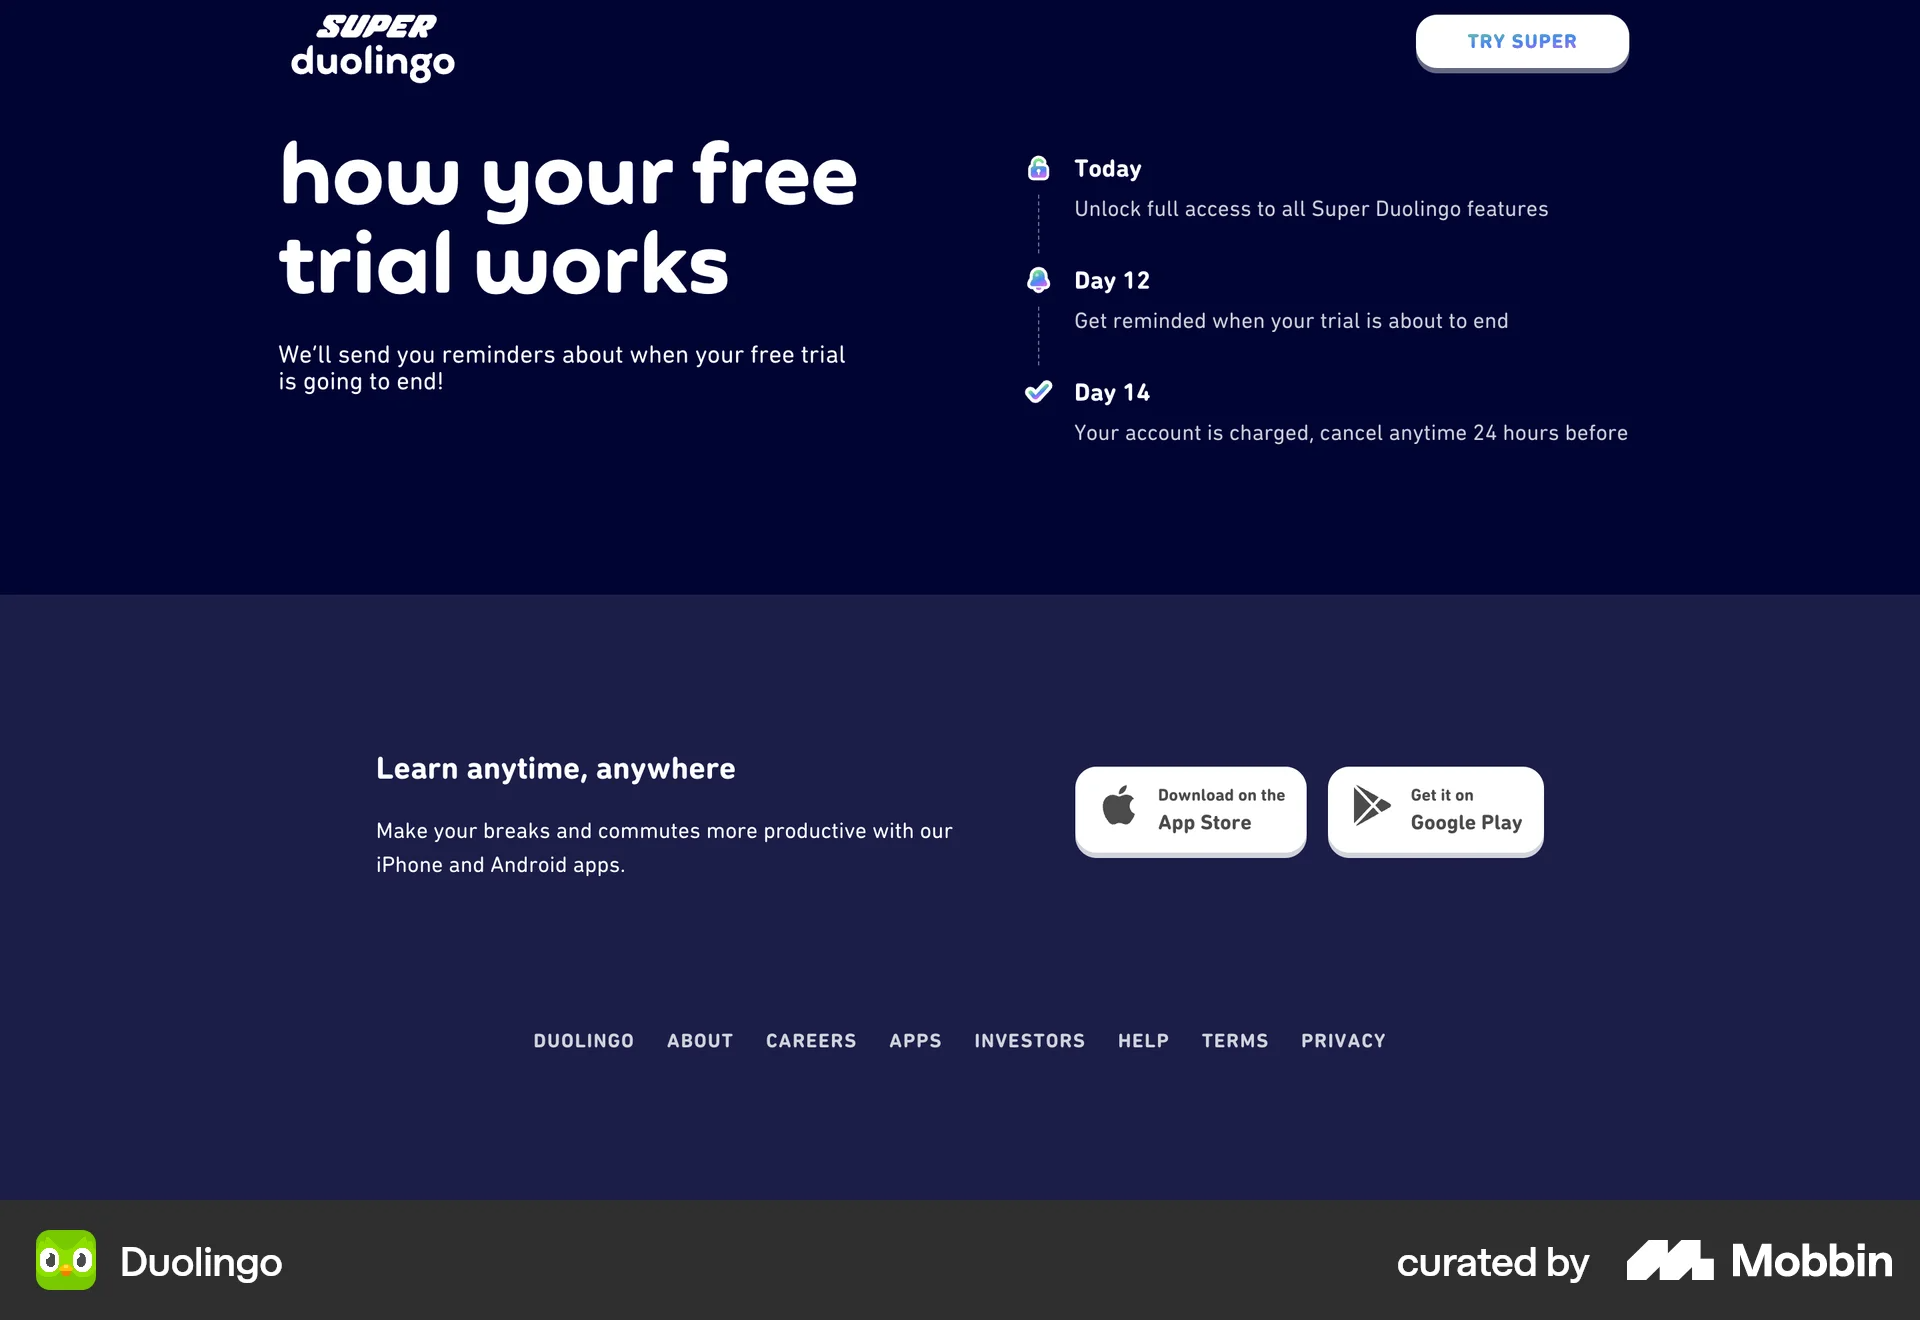 SUPER
duolingo
TRY SUPER
how your free
trial works
We’ll send you reminders about when your free trial
is going to end!
Today
Unlock full access to all Super Duolingo features
Day 12
Get reminded when your trial is about to end
Day 14
Your account is charged, cancel anytime 24 hours before
Learn anytime, anywhere
Make your breaks and commutes more productive with our
iPhone and Android apps.
Download on the
App Store
Get it on
Google Play
DUOLINGO ABOUT CAREERS APPS INVESTORS HELP TERMS PRIVACY
Duolingo
curated by Mobbin